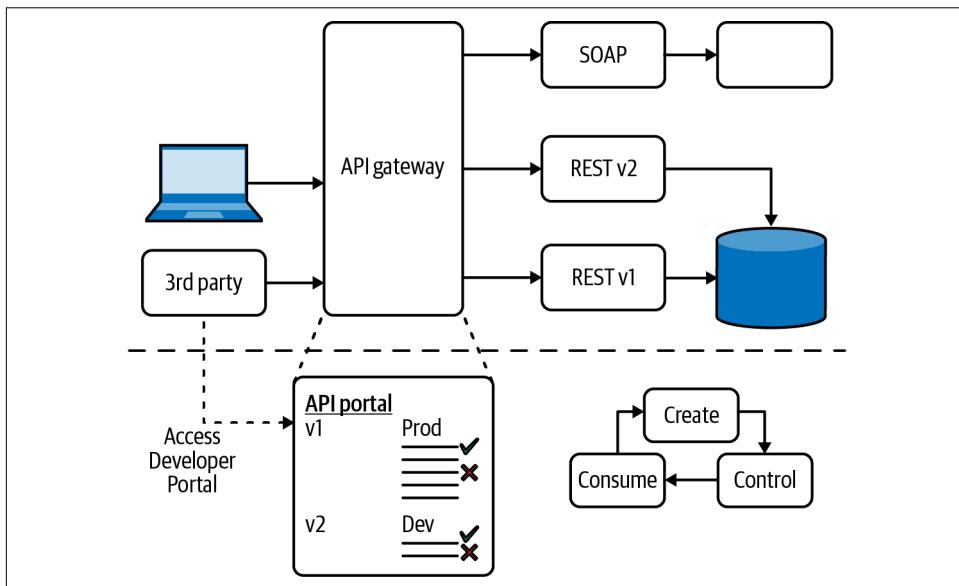 SOAP
API gateway
REST v2
3rd party
REST v1
API portal
v1 Prod
v2 Dev
Access
Developer
Portal
Create
Consume
Control